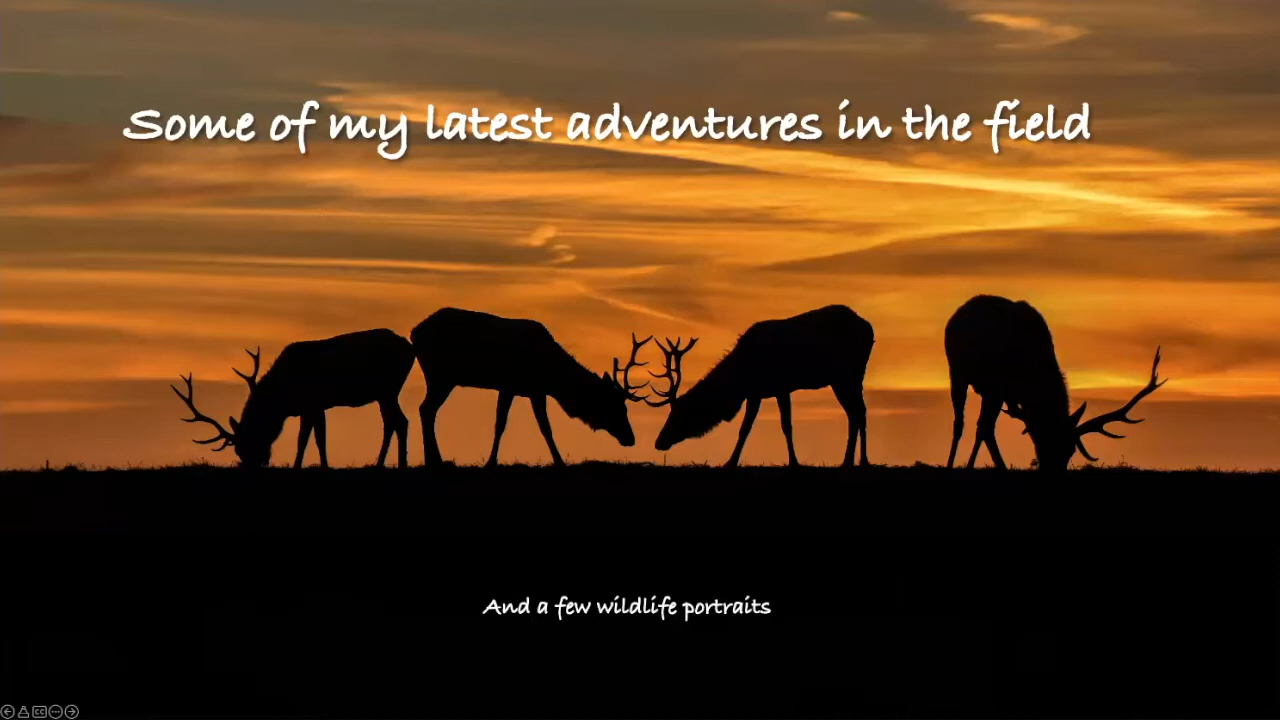 Some of my latest adventures in the field
And a few wildlife portraits